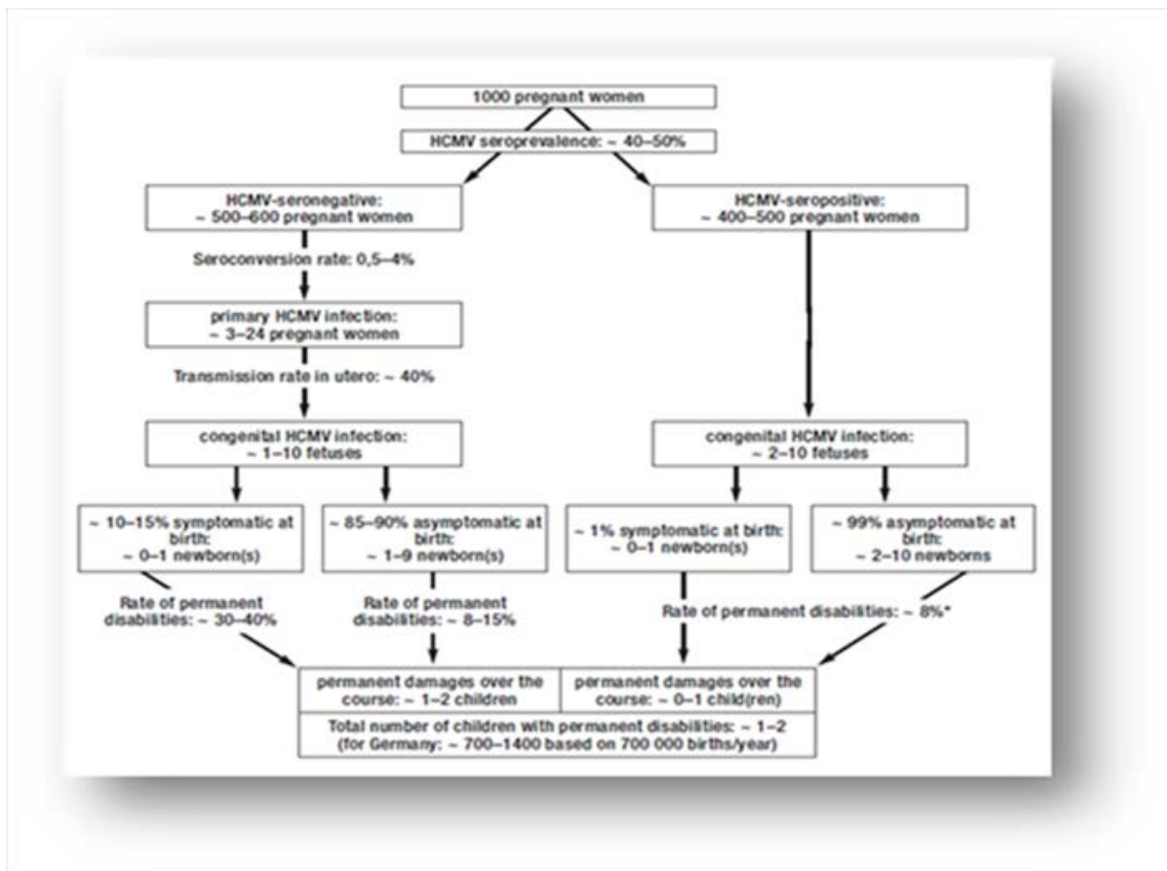 1000 pregnant women
HCMV seroprevalence: ~ 40–50%
HCMV-seronegative:
~ 500–600 pregnant women
HCMV-seropositive:
~ 400–500 pregnant women
Seroconversion rate: 0,5–4%
primary HCMV infection:
~ 3–24 pregnant women
Transmission rate in utero: ~ 40%
congenital HCMV infection:
~ 1–10 fetuses
congenital HCMV infection:
~ 2–10 fetuses
~ 10–15% symptomatic at
birth:
~ 0–1 newborn(s)
~ 85–90% asymptomatic at
birth:
~ 1–9 newborn(s)
~ 1% symptomatic at birth:
~ 0–1 newborn(s)
~ 99% asymptomatic at
birth:
~ 2–10 newborns
Rate of permanent
disabilities: ~ 30–40%
Rate of permanent
disabilities: ~ 8–15%
Rate of permanent disabilities: ~ 8%*
permanent damages over the
course: ~ 1–2 children
permanent damages over the
course: ~ 0–1 child(ren)
Total number of children with permanent disabilities: ~ 1–2
(for Germany: ~ 700–1400 based on 700 000 births/year)